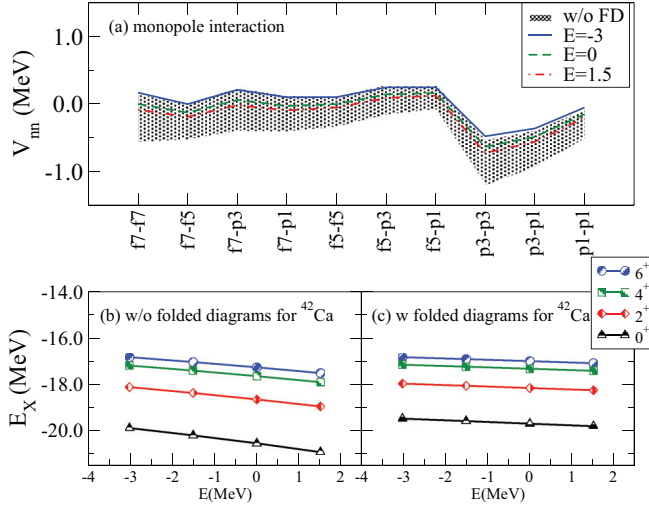 (a) monopole interaction
w/o FD
E=-3
E=0
E=1.5
V_nn (MeV)
1.0
0.0
-1.0
f7-f7
f7-f5
f7-p3
f7-p1
f5-f5
f5-p3
f5-p1
p3-p3
p3-p1
p1-p1
6+
4+
2+
0+
(b) w/o folded diagrams for 42Ca
(c) w folded diagrams for 42Ca
E_X (MeV)
-14.0
-16.0
-18.0
-20.0
-4 -3 -2 -1 0 1 2
E(MeV)
-4 -3 -2 -1 0 1 2
E(MeV)